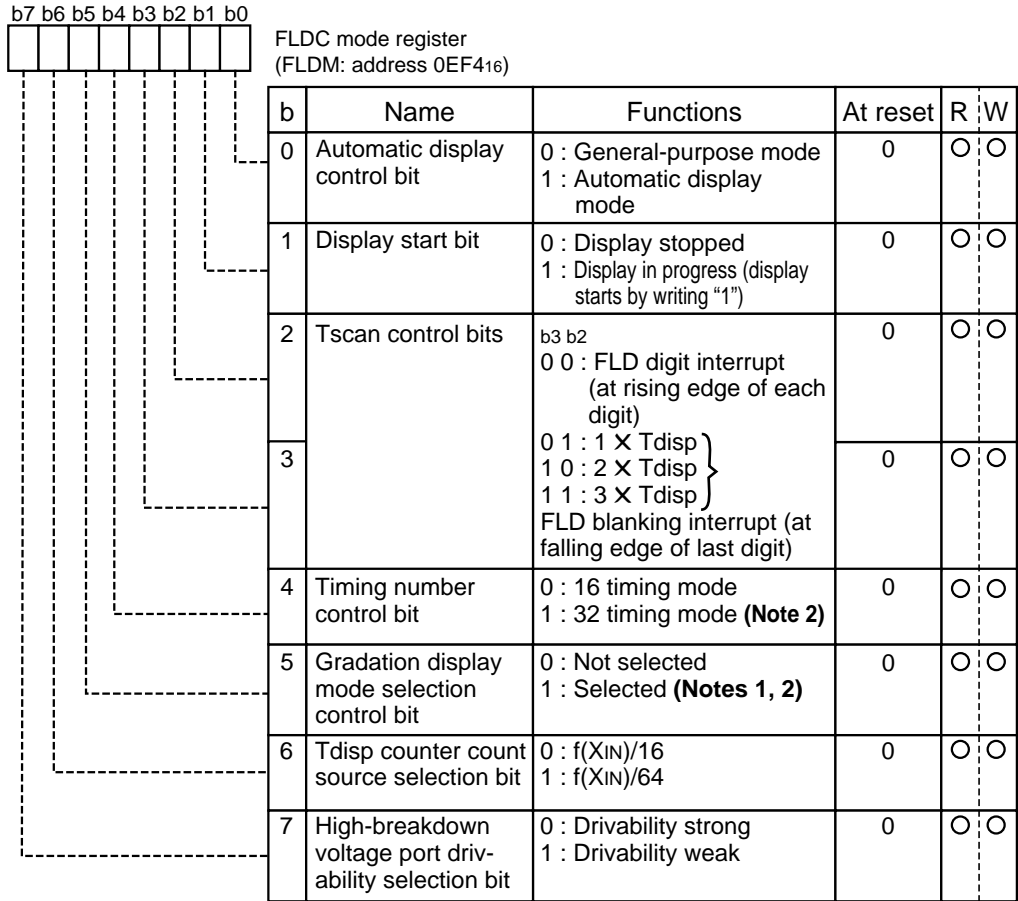 b7 b6 b5 b4 b3 b2 b1 b0
FLDC mode register
(FLDM: address 0EF416)
b Name Functions At reset R W
0 Automatic display control bit 0 : General-purpose mode 0 O O
1 : Automatic display
mode
1 Display start bit 0 : Display stopped 0 O O
1 : Display in progress (display
starts by writing “1”)
2 Tscan control bits b3 b2 0 O O
0 0 : FLD digit interrupt
(at rising edge of each
digit)
0 1 : 1 X Tdisp
3 1 0 : 2 X Tdisp 0 O O
1 1 : 3 X Tdisp
FLD blanking interrupt (at
falling edge of last digit)
4 Timing number 0 : 16 timing mode 0 O O
control bit 1 : 32 timing mode (Note 2)
5 Gradation display 0 : Not selected 0 O O
mode selection 1 : Selected (Notes 1, 2)
control bit
6 Tdisp counter count 0 : f(XIN)/16 0 O O
source selection bit 1 : f(XIN)/64
7 High-breakdown 0 : Drivability strong 0 O O
voltage port driv- 1 : Drivability weak
ability selection bit